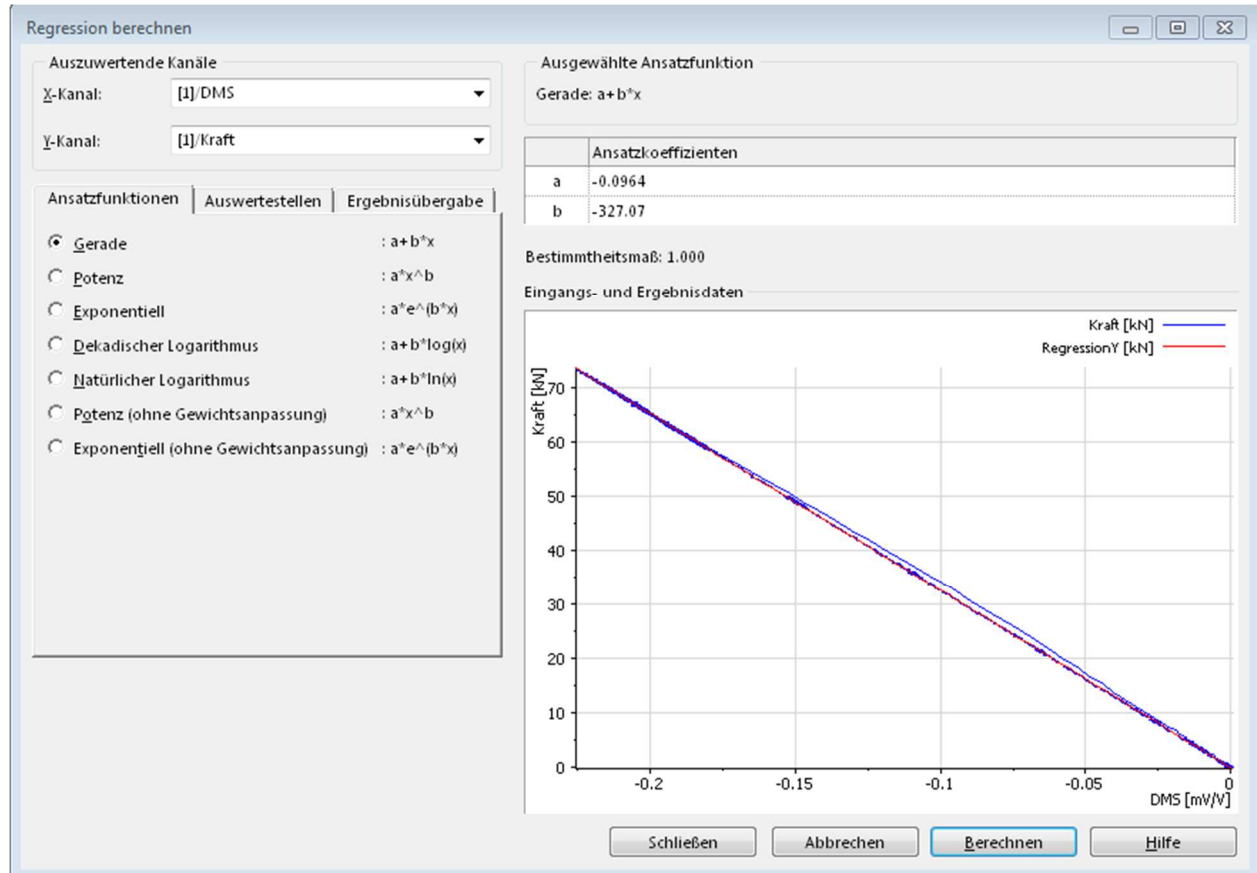 Regression berechnen
Auszuwertende Kanäle
X-Kanal: [1]/DMS
Y-Kanal: [1]/Kraft
Ansatzfunktionen Auswertestellen Ergebnisübergabe
Gerade : a+b*x
Potenz : a*x^b
Exponentiell : a*e^(b*x)
Dekadischer Logarithmus : a+b*log(x)
Natürlicher Logarithmus : a+b*ln(x)
Potenz (ohne Gewichtsanpassung) : a*x^b
Exponentiell (ohne Gewichtsanpassung) : a*e^(b*x)
Ausgewählte Ansatzfunktion
Gerade: a+b*x
Ansatzkoeffizienten
a -0.0964
b -327.07
Bestimmtheitsmaß: 1.000
Eingangs- und Ergebnisdaten
Kraft [kN]
RegressionY [kN]
Kraft [kN]
70
60
50
40
30
20
10
0
-0.2 -0.15 -0.1 -0.05 0
DMS [mV/V]
Schließen Abbrechen Berechnen Hilfe